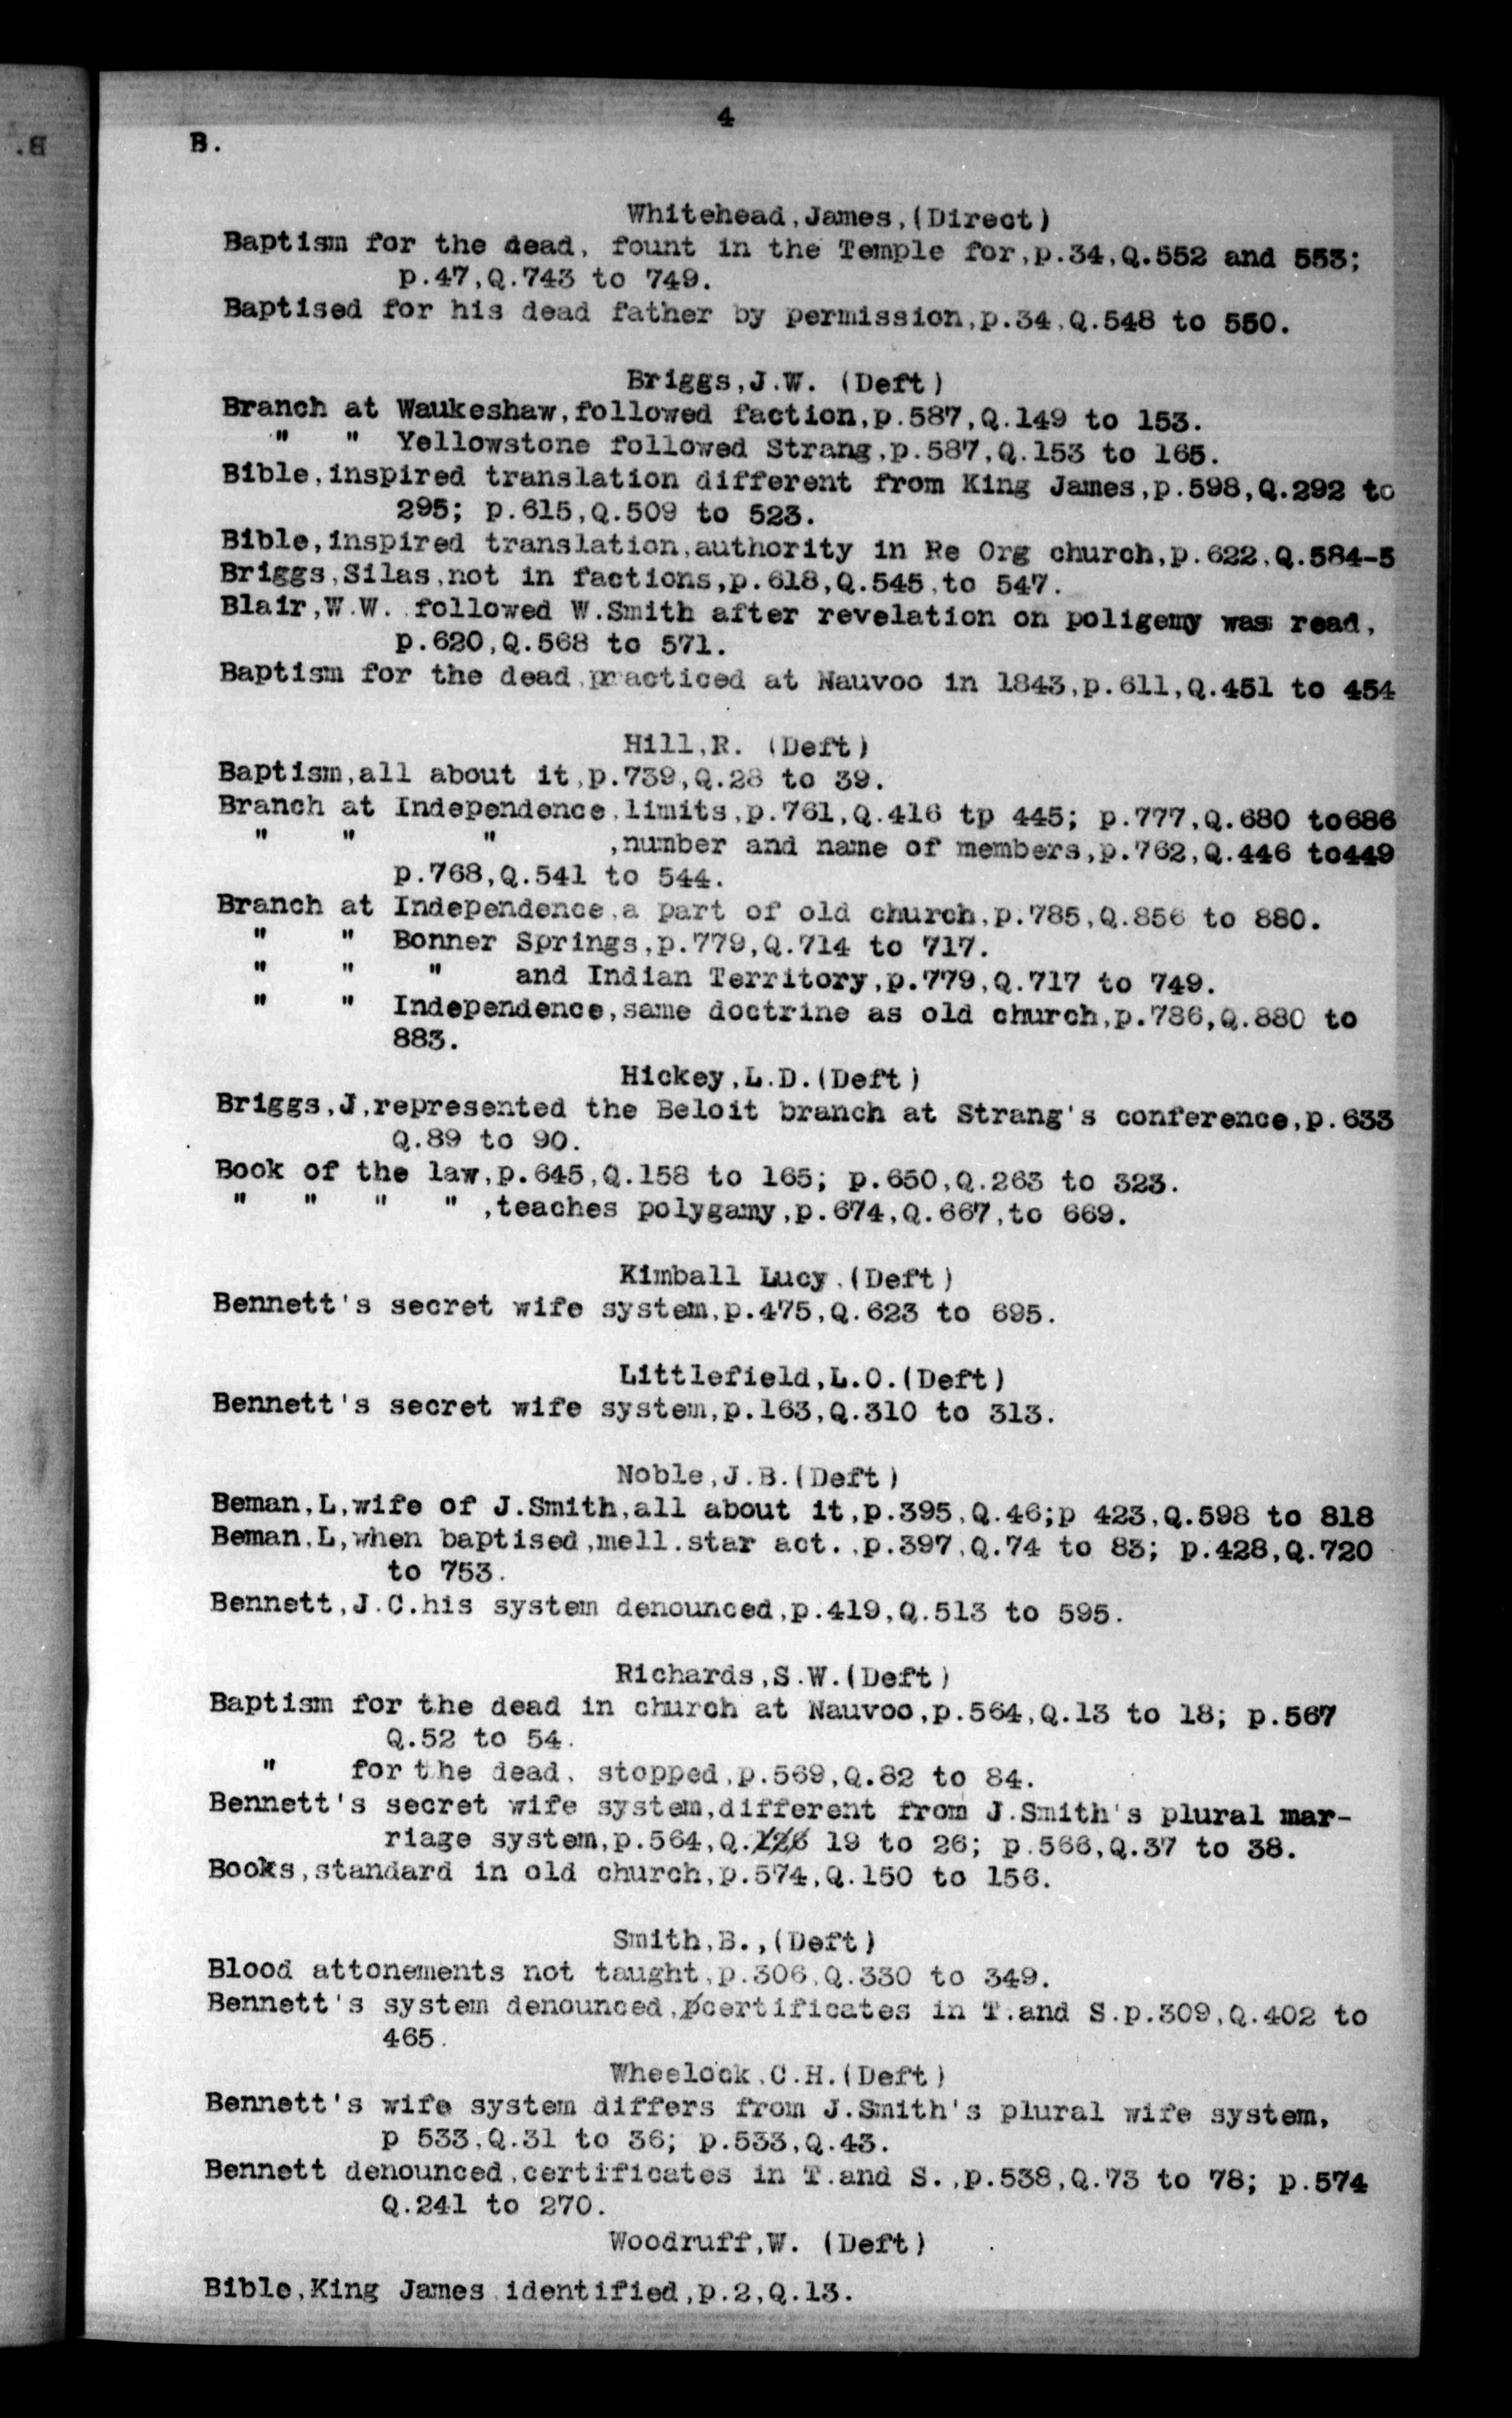 4
B.
Whitehead,James,(Direct)
Baptism for the dead, fount in the Temple for,p.34,Q.552 and 553;
p.47,Q.743 to 749.
Baptised for his dead father by permission,p.34,Q.548 to 550.
Briggs,J.W. (Deft)
Branch at Waukeshaw,followed faction,p.587,Q.149 to 153.
" " Yellowstone followed Strang,p.587,Q.153 to 165.
Bible,inspired translation different from King James,p.598,Q.292 to
295; p.615,Q.509 to 523.
Bible,inspired translation,authority in Re Org church,p.622,Q.584-5
Briggs,Silas,not in factions,p.618,Q.545,to 547.
Blair,W.W. followed W.Smith after revelation on poligemy was read,
p.620,Q.568 to 571.
Baptism for the dead,practiced at Nauvoo in 1843,p.611,Q.451 to 454
Hill,R. (Deft)
Baptism,all about it,p.739,Q.28 to 39.
Branch at Independence,limits,p.761,Q.416 tp 445; p.777,Q.680 to686
" " " ,number and name of members,p.762,Q.446 to449
p.768,Q.541 to 544.
Branch at Independence,a part of old church,p.785,Q.856 to 880.
" " Bonner Springs,p.779,Q.714 to 717.
" " " and Indian Territory,p.779,Q.717 to 749.
" " Independence,same doctrine as old church,p.786,Q.880 to
883.
Hickey,L.D.(Deft)
Briggs,J,represented the Beloit branch at Strang's conference,p.633
Q.89 to 90.
Book of the law,p.645,Q.158 to 165; p.650,Q.263 to 323.
" " " " ,teaches polygamy,p.674,Q.667,to 669.
Kimball Lucy,(Deft)
Bennett's secret wife system,p.475,Q.623 to 695.
Littlefield,L.O.(Deft)
Bennett's secret wife system,p.163,Q.310 to 313.
Noble,J.B.(Deft)
Beman,L,wife of J.Smith,all about it,p.395,Q.46;p 423,Q.598 to 818
Beman,L,when baptised,mell.star act.,p.397,Q.74 to 83; p.428,Q.720
to 753.
Bennett,J.C.his system denounced,p.419,Q.513 to 595.
Richards,S.W.(Deft)
Baptism for the dead in church at Nauvoo,p.564,Q.13 to 18; p.567
Q.52 to 54.
" for the dead, stopped,p.569,Q.82 to 84.
Bennett's secret wife system,different from J.Smith's plural mar-
riage system,p.564,Q.126 19 to 26; p.566,Q.37 to 38.
Books,standard in old church,p.574,Q.150 to 156.
Smith,B.,(Deft)
Blood attonements not taught,p.306,Q.330 to 349.
Bennett's system denounced,pcertificates in T.and S.p.309,Q.402 to
465.
Wheelock,C.H.(Deft)
Bennett's wife system differs from J.Smith's plural wife system,
p 533,Q.31 to 36; p.533,Q.43.
Bennett denounced,certificates in T.and S.,p.538,Q.73 to 78; p.574
Q.241 to 270.
Woodruff,W. (Deft)
Bible,King James identified,p.2,Q.13.